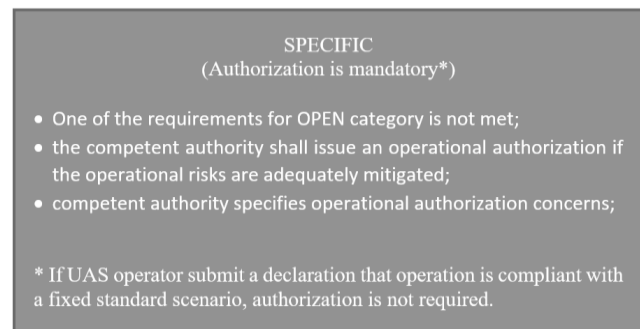 SPECIFIC
(Authorization is mandatory*)
• One of the requirements for OPEN category is not met;
• the competent authority shall issue an operational authorization if
the operational risks are adequately mitigated;
• competent authority specifies operational authorization concerns;
* If UAS operator submit a declaration that operation is compliant with
a fixed standard scenario, authorization is not required.